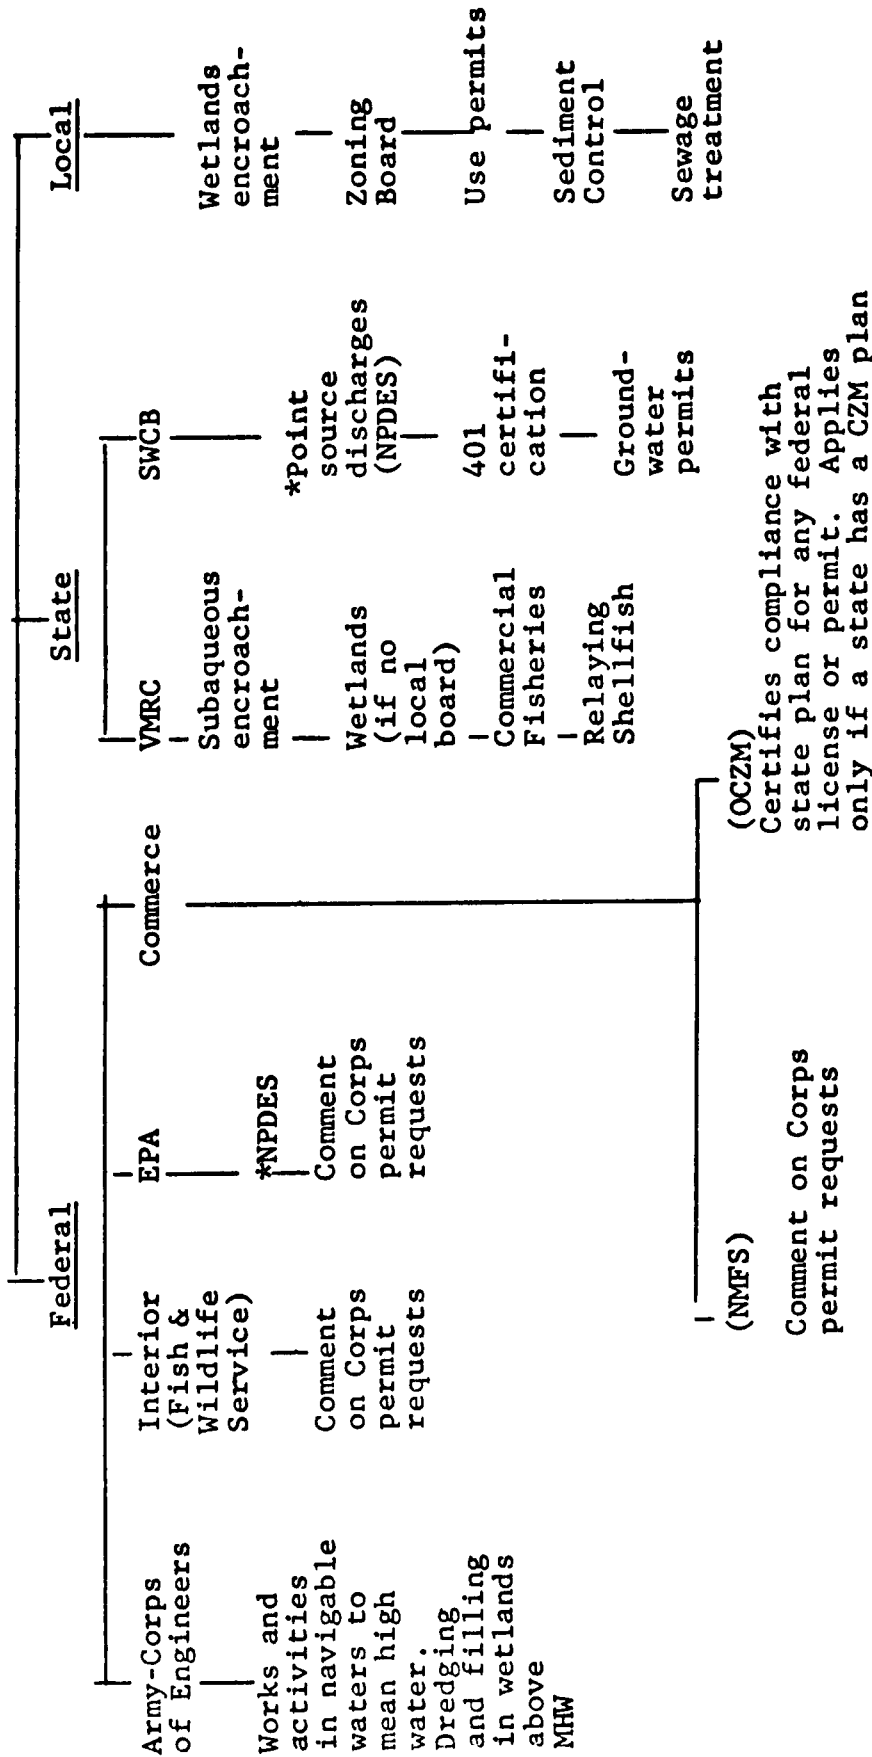 Federal
State
Local
Army-Corps
of Engineers
Works and
activities
in navigable
waters to
mean high
water.
Dredging
and filling
in wetlands
above
MHW
Interior
(Fish &
Wildlife
Service)
Comment
on Corps
permit
requests
EPA
*NPDES
Comment
on Corps
permit
requests
Commerce
(NMFS)
Comment on Corps
permit requests
(OCZM)
Certifies compliance with
state plan for any federal
license or permit. Applies
only if a state has a CZM plan
VMRC
Subaqueous
encroach-
ment
Wetlands
(if no
local
board)
Commercial
Fisheries
Relaying
Shellfish
SWCB
*Point
source
discharges
(NPDES)
401
certifi-
cation
Ground-
water
permits
Wetlands
encroach-
ment
Zoning
Board
Use permits
Sediment
Control
Sewage
treatment